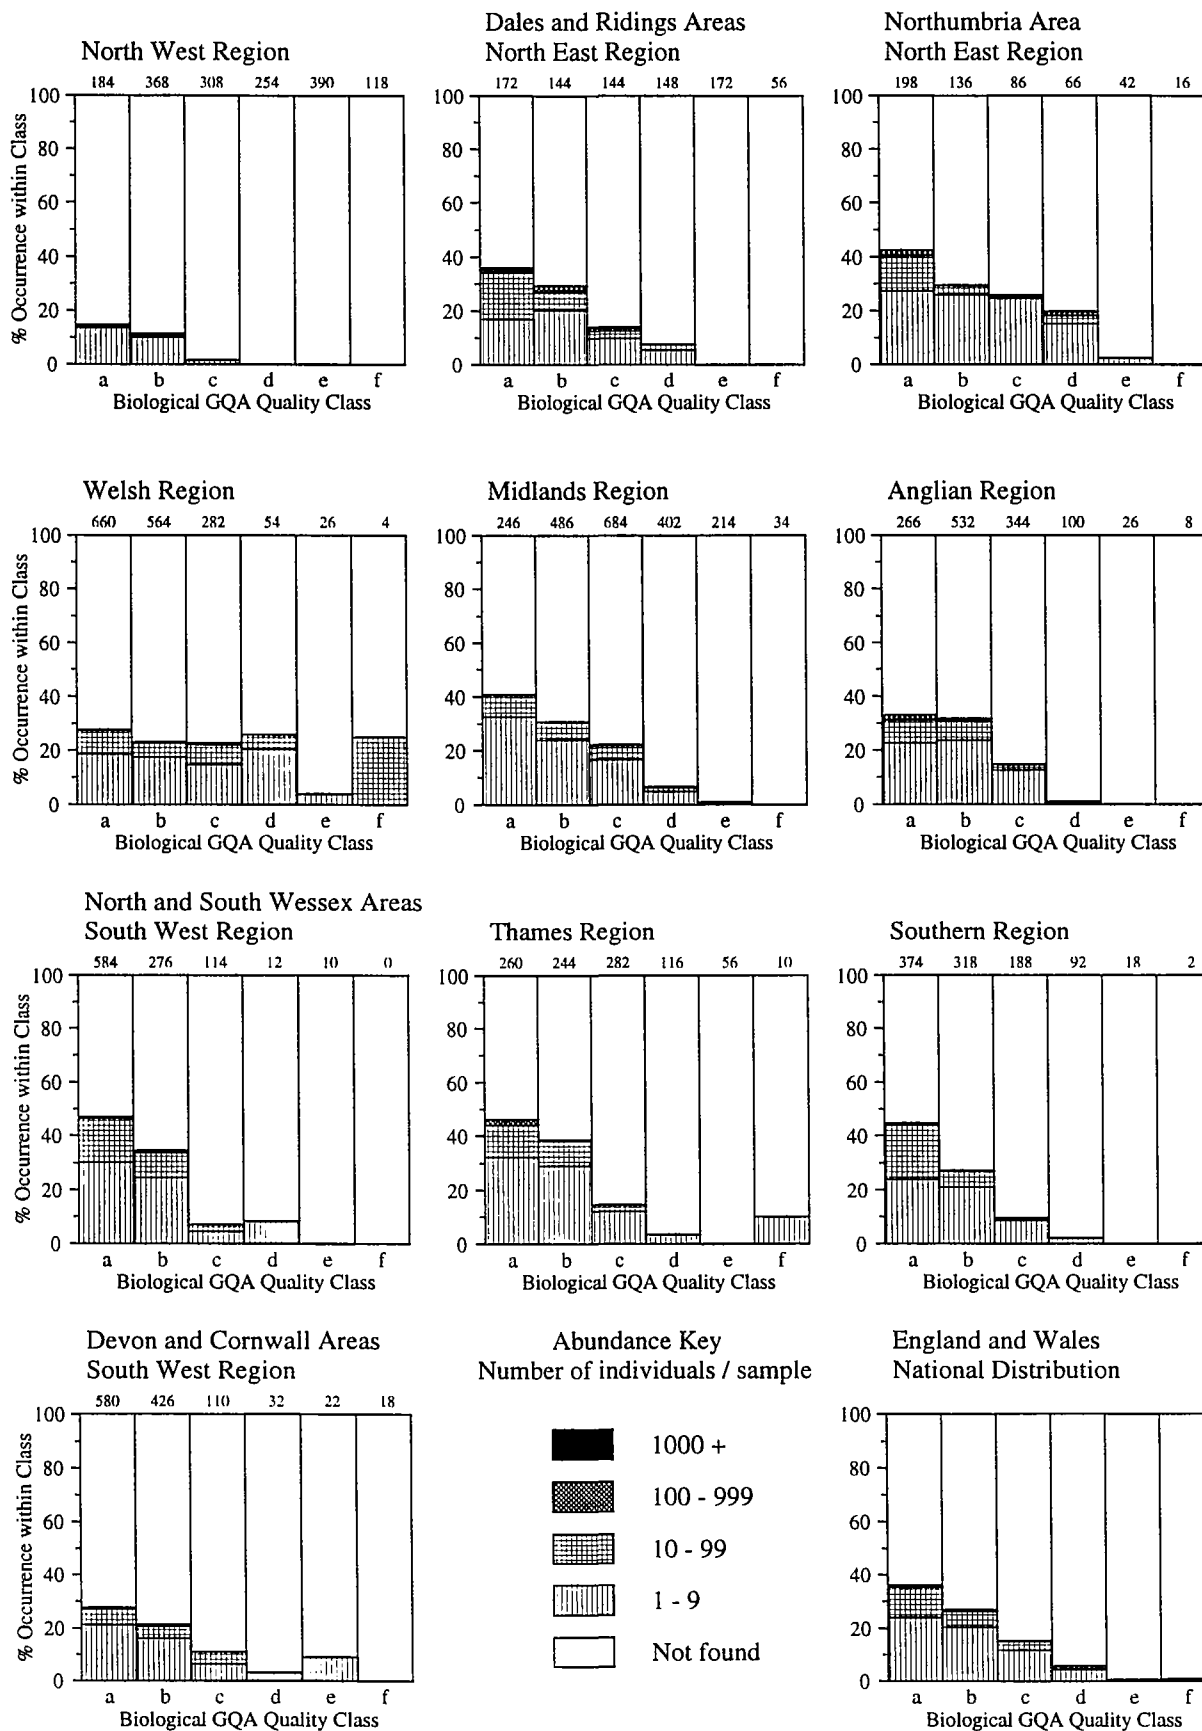 North West Region
184 368 308 254 390 118
% Occurrence within Class
100
80
60
40
20
0
a b c d e f
Biological GQA Quality Class
Dales and Ridings Areas
North East Region
172 144 144 148 172 56
100
80
60
40
20
0
a b c d e f
Biological GQA Quality Class
Northumbria Area
North East Region
198 136 86 66 42 16
100
80
60
40
20
0
a b c d e f
Biological GQA Quality Class
Welsh Region
660 564 282 54 26 4
% Occurrence within Class
100
80
60
40
20
0
a b c d e f
Biological GQA Quality Class
Midlands Region
246 486 684 402 214 34
100
80
60
40
20
0
a b c d e f
Biological GQA Quality Class
Anglian Region
266 532 344 100 26 8
100
80
60
40
20
0
a b c d e f
Biological GQA Quality Class
North and South Wessex Areas
South West Region
584 276 114 12 10 0
% Occurrence within Class
100
80
60
40
20
0
a b c d e f
Biological GQA Quality Class
Thames Region
260 244 282 116 56 10
100
80
60
40
20
0
a b c d e f
Biological GQA Quality Class
Southern Region
374 318 188 92 18 2
100
80
60
40
20
0
a b c d e f
Biological GQA Quality Class
Devon and Cornwall Areas
South West Region
580 426 110 32 22 18
% Occurrence within Class
100
80
60
40
20
0
a b c d e f
Biological GQA Quality Class
Abundance Key
Number of individuals / sample
1000 +
100 - 999
10 - 99
1 - 9
Not found
England and Wales
National Distribution
100
80
60
40
20
0
a b c d e f
Biological GQA Quality Class